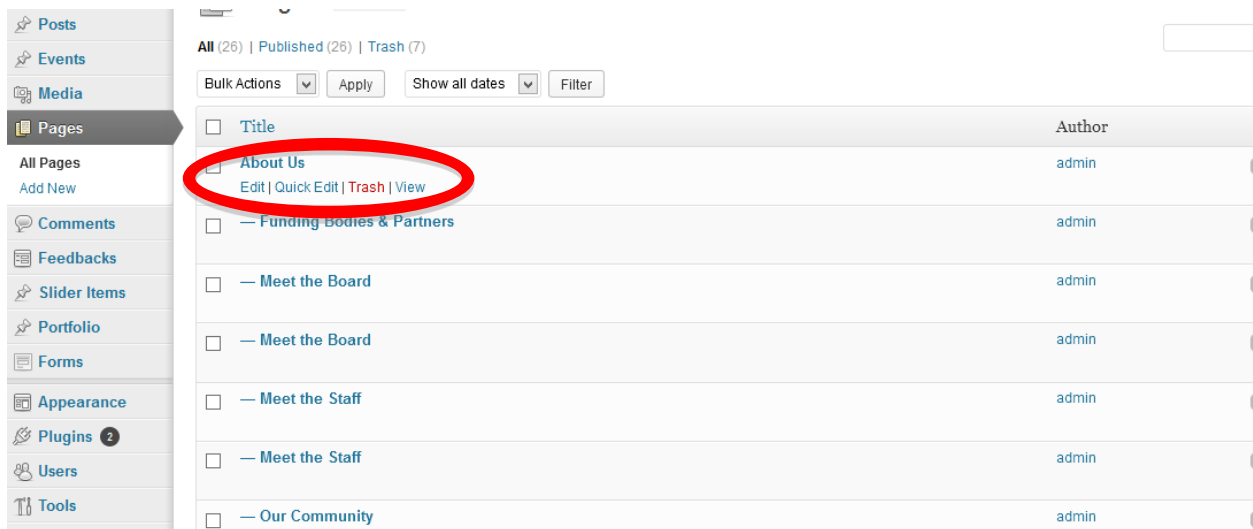 Posts
Events
Media
Pages
All Pages
Add New
Comments
Feedbacks
Slider Items
Portfolio
Forms
Appearance
Plugins 2
Users
Tools
All (26) | Published (26) | Trash (7)
Bulk Actions Apply Show all dates Filter
Title Author
About Us admin
Edit | Quick Edit | Trash | View
— Funding Bodies & Partners admin
— Meet the Board admin
— Meet the Board admin
— Meet the Staff admin
— Meet the Staff admin
— Our Community admin